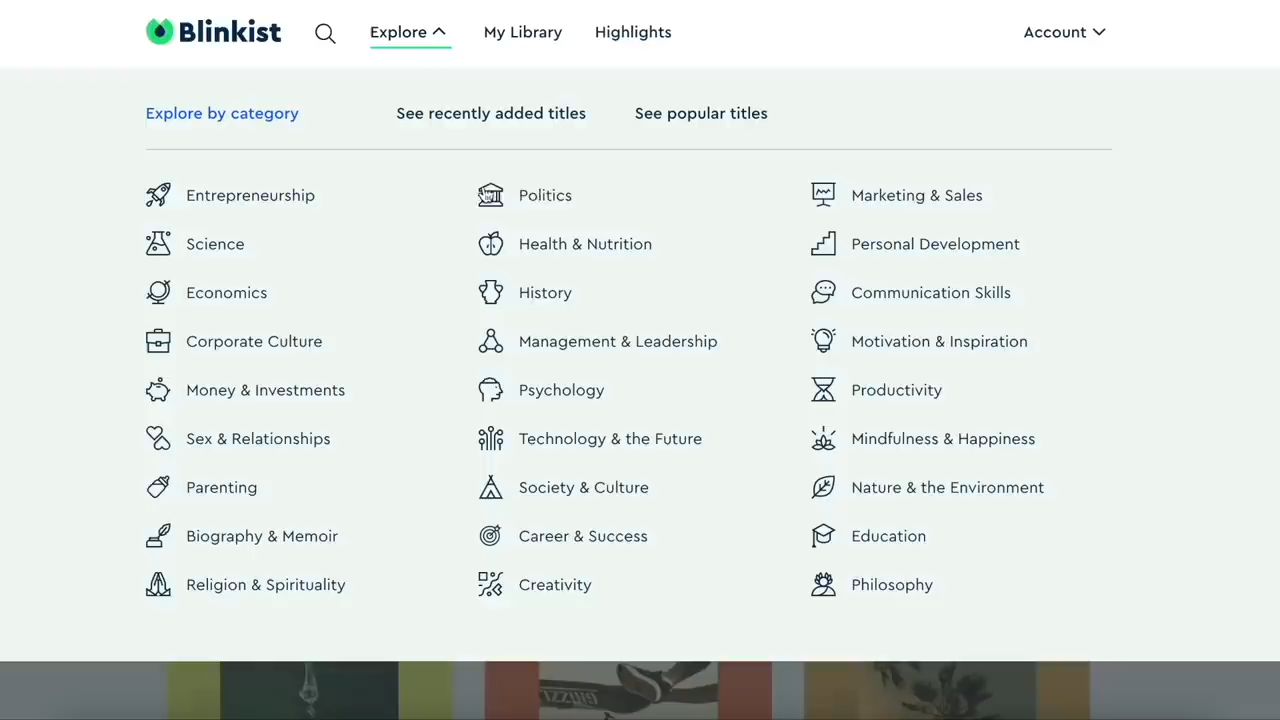 Blinkist
Explore
My Library
Highlights
Account
Explore by category
See recently added titles
See popular titles
Entrepreneurship
Politics
Marketing & Sales
Science
Health & Nutrition
Personal Development
Economics
History
Communication Skills
Corporate Culture
Management & Leadership
Motivation & Inspiration
Money & Investments
Psychology
Productivity
Sex & Relationships
Technology & the Future
Mindfulness & Happiness
Parenting
Society & Culture
Nature & the Environment
Biography & Memoir
Career & Success
Education
Religion & Spirituality
Creativity
Philosophy